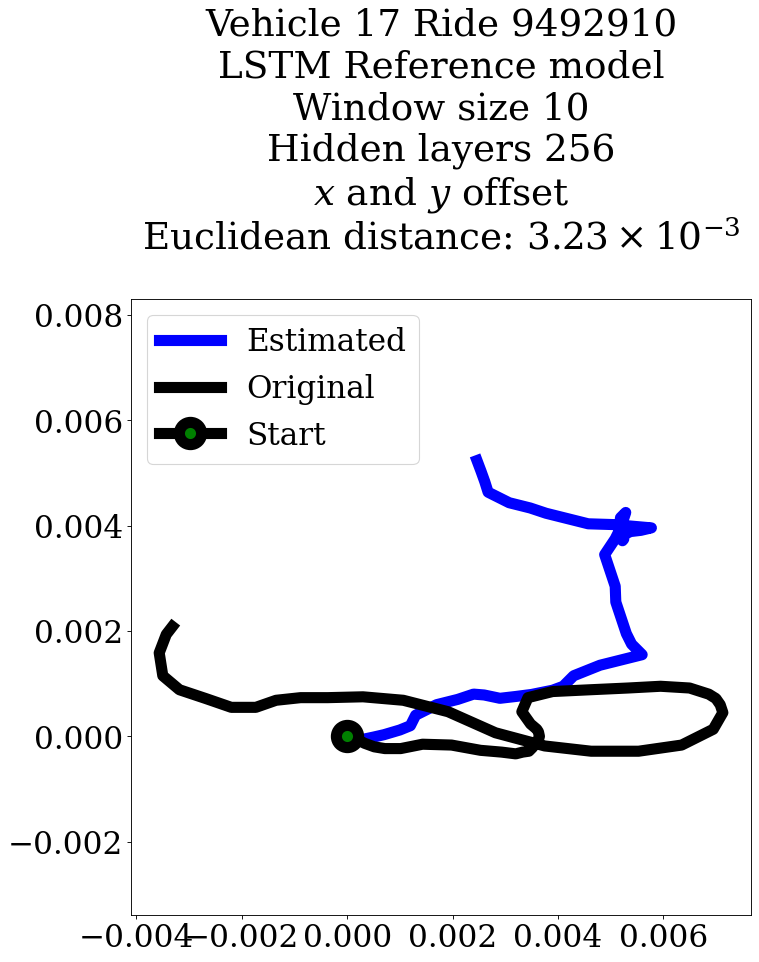 Vehicle 17 Ride 9492910
LSTM Reference model
Window size 10
Hidden layers 256
x and y offset
Euclidean distance: 3.23 × 10⁻³
0.008
0.006
0.004
0.002
0.000
−0.002
Estimated
Original
Start
−0.004 −0.002 0.000 0.002 0.004 0.006